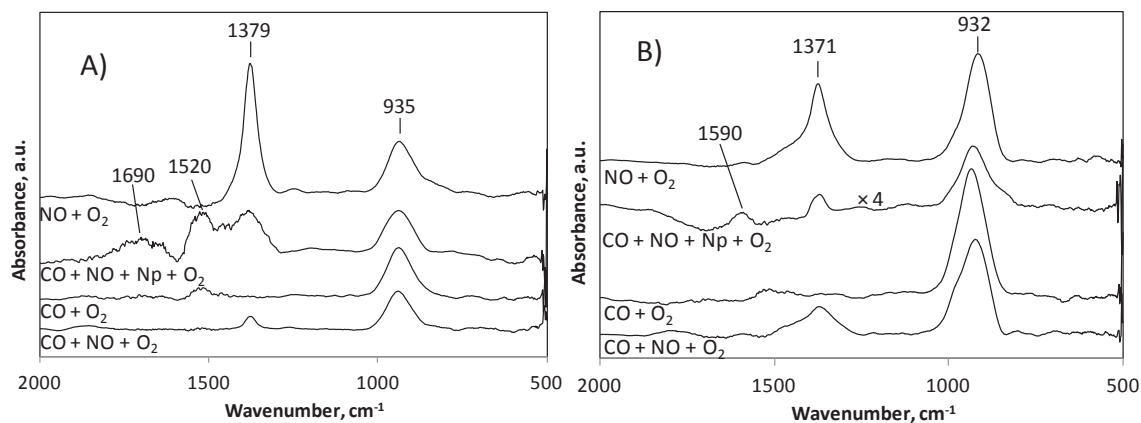 A)
1379
935
1520
1690
NO + O₂
CO + NO + Np + O₂
CO + O₂
CO + NO + O₂
Absorbance, a.u.
2000 1500 1000 500
Wavenumber, cm⁻¹
B)
932
1371
1590
NO + O₂
× 4
CO + NO + Np + O₂
CO + O₂
CO + NO + O₂
Absorbance, a.u.
2000 1500 1000 500
Wavenumber, cm⁻¹